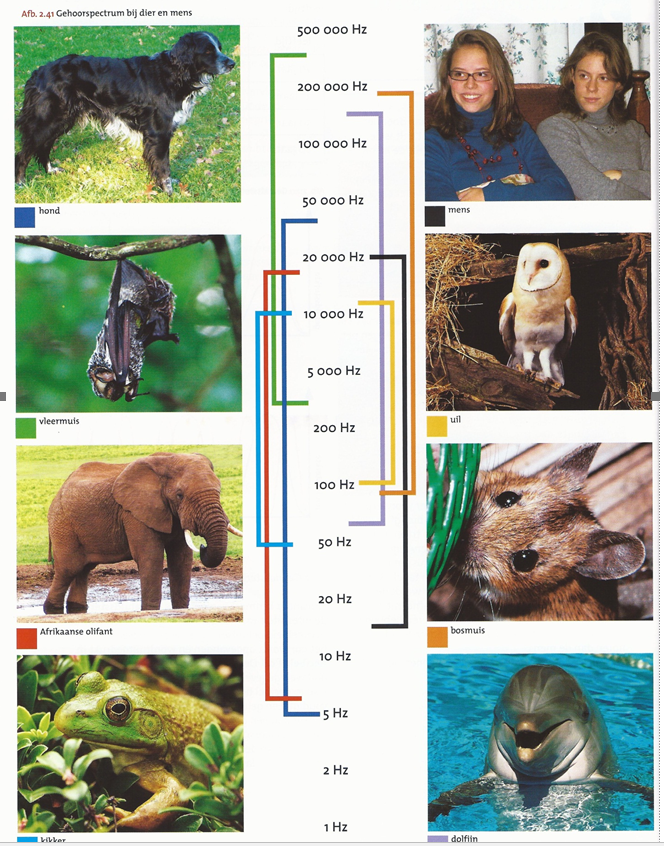 Afb. 2.41 Gehoorspectrum bij dier en mens
500 000 Hz
200 000 Hz
100 000 Hz
50 000 Hz
20 000 Hz
10 000 Hz
5 000 Hz
200 Hz
100 Hz
50 Hz
20 Hz
10 Hz
5 Hz
2 Hz
1 Hz
hond
vleermuis
Afrikaanse olifant
kikker
mens
uil
bosmuis
dolfijn